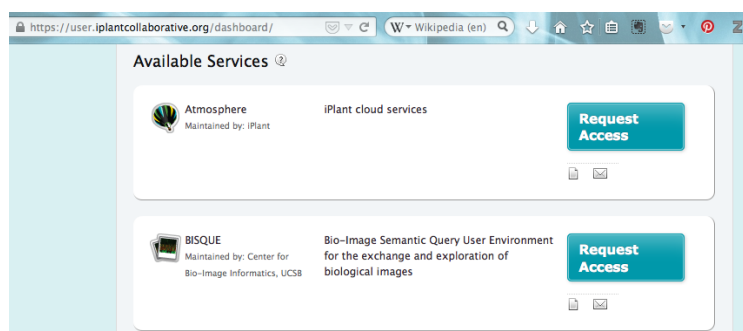 https://user.iplantcollaborative.org/dashboard/ W Wikipedia (en)
Available Services ?
Atmosphere iPlant cloud services
Maintained by: iPlant
Request
Access
BISQUE Bio-Image Semantic Query User Environment
Maintained by: Center for for the exchange and exploration of
Bio-Image Informatics, UCSB biological images
Request
Access